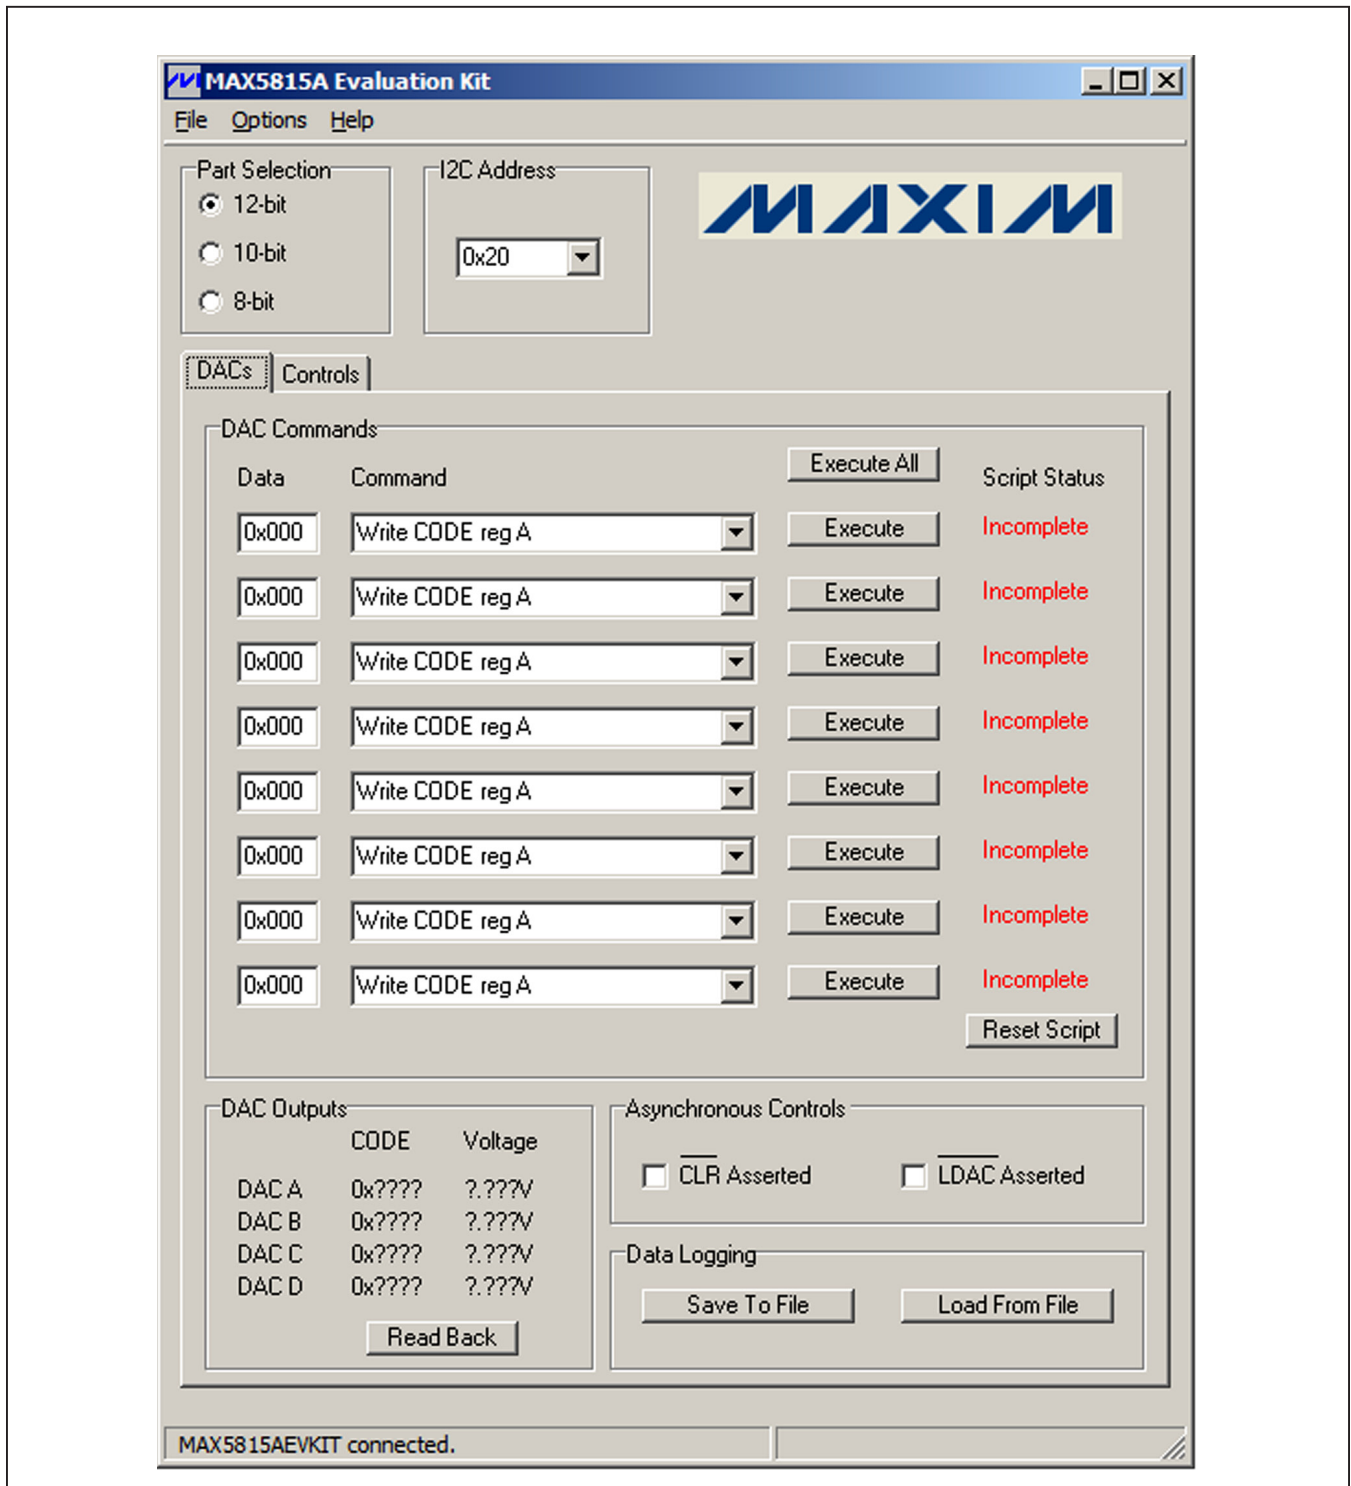 MAX5815A Evaluation Kit
File Options Help
Part Selection
12-bit
10-bit
8-bit
I2C Address
0x20
MAXIM
DACs Controls
DAC Commands
Data Command Execute All Script Status
0x000 Write CODE reg A Execute Incomplete
0x000 Write CODE reg A Execute Incomplete
0x000 Write CODE reg A Execute Incomplete
0x000 Write CODE reg A Execute Incomplete
0x000 Write CODE reg A Execute Incomplete
0x000 Write CODE reg A Execute Incomplete
0x000 Write CODE reg A Execute Incomplete
0x000 Write CODE reg A Execute Incomplete
Reset Script
DAC Outputs
CODE Voltage
DAC A 0x???? ?.???V
DAC B 0x???? ?.???V
DAC C 0x???? ?.???V
DAC D 0x???? ?.???V
Read Back
Asynchronous Controls
CLR Asserted LDAC Asserted
Data Logging
Save To File Load From File
MAX5815AEVKIT connected.